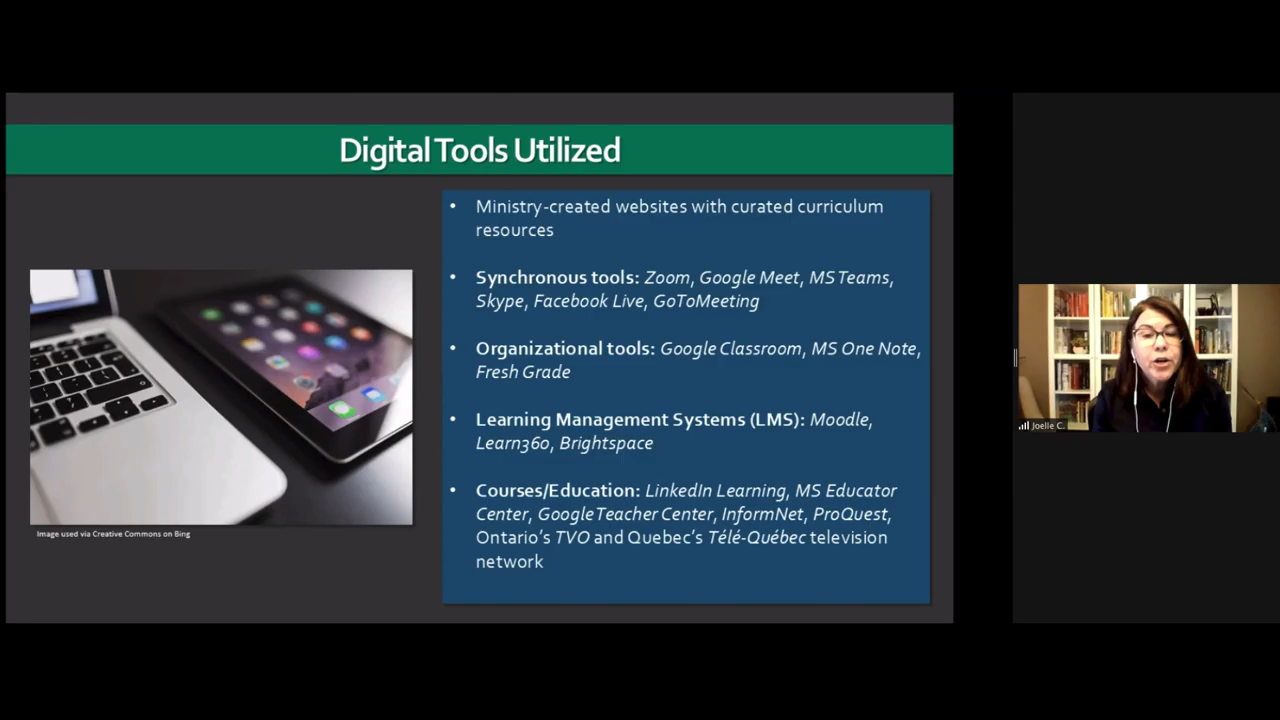 Digital Tools Utilized
• Ministry-created websites with curated curriculum
resources
• Synchronous tools: Zoom, Google Meet, MS Teams,
Skype, Facebook Live, GoToMeeting
• Organizational tools: Google Classroom, MS One Note,
Fresh Grade
• Learning Management Systems (LMS): Moodle,
Learn360, Brightspace
• Courses/Education: LinkedIn Learning, MS Educator
Center, Google Teacher Center, InformNet, ProQuest,
Ontario's TVO and Quebec's Télé-Québec television
network
Image used via Creative Commons on Bing
Joelle C.